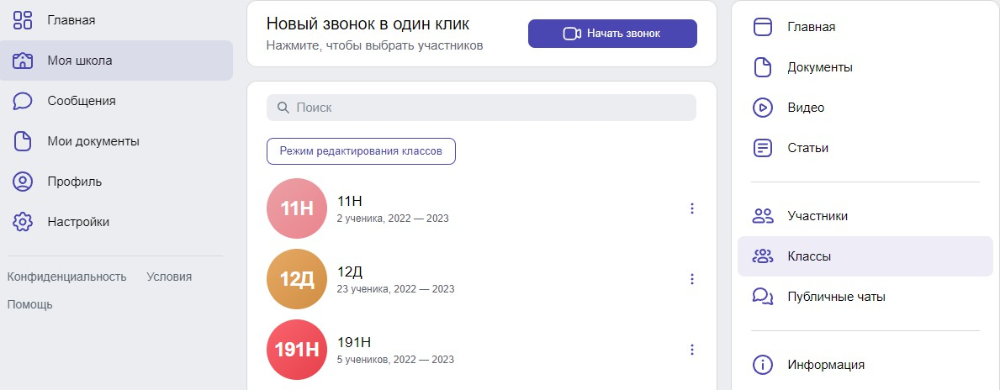 Главная
Моя школа
Сообщения
Мои документы
Профиль
Настройки
Конфиденциальность Условия
Помощь
Новый звонок в один клик
Нажмите, чтобы выбрать участников
Начать звонок
Поиск
Режим редактирования классов
11Н
11Н
2 ученика, 2022 — 2023
12Д
12Д
23 ученика, 2022 — 2023
191Н
191Н
5 учеников, 2022 — 2023
Главная
Документы
Видео
Статьи
Участники
Классы
Публичные чаты
Информация